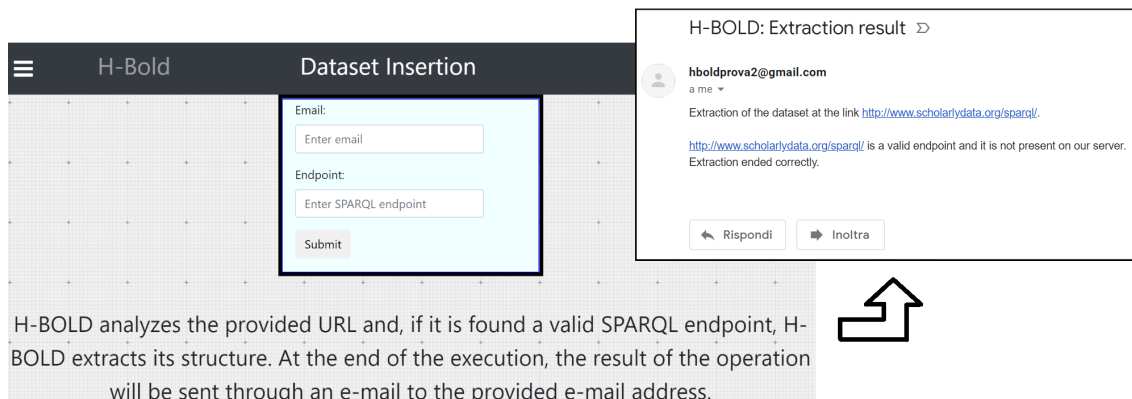 H-Bold
Dataset Insertion
Email:
Enter email
Endpoint:
Enter SPARQL endpoint
Submit
H-BOLD analyzes the provided URL and, if it is found a valid SPARQL endpoint, H-
BOLD extracts its structure. At the end of the execution, the result of the operation
will be sent through an e-mail to the provided e-mail address.
H-BOLD: Extraction result
hboldprova2@gmail.com
a me
Extraction of the dataset at the link http://www.scholarlydata.org/sparql/.
http://www.scholarlydata.org/sparql/ is a valid endpoint and it is not present on our server.
Extraction ended correctly.
Rispondi
Inoltra